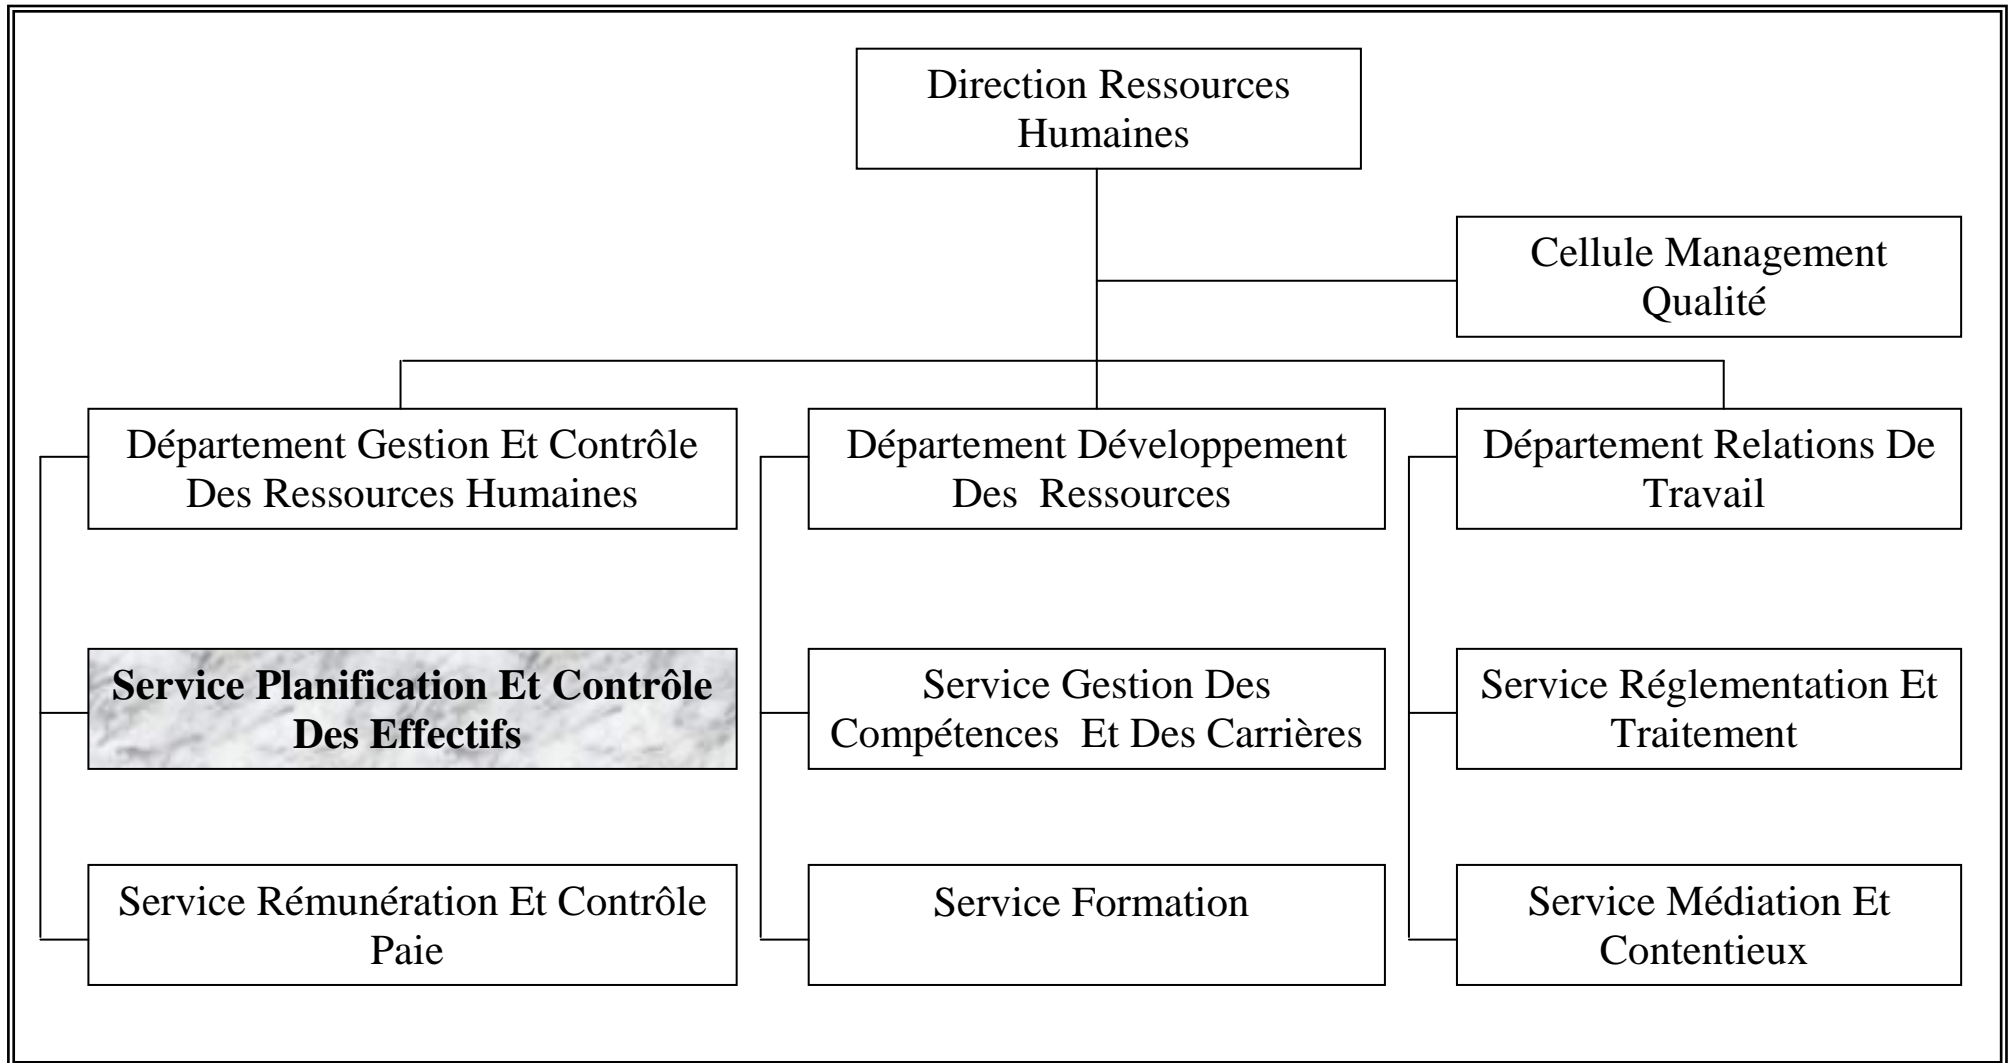 Direction Ressources
Humaines
Cellule Management
Qualité
Département Gestion Et Contrôle
Des Ressources Humaines
Département Développement
Des  Ressources
Département Relations De
Travail
Service Planification Et Contrôle
Des Effectifs
Service Gestion Des
Compétences  Et Des Carrières
Service Réglementation Et
Traitement
Service Rémunération Et Contrôle
Paie
Service Formation
Service Médiation Et
Contentieux